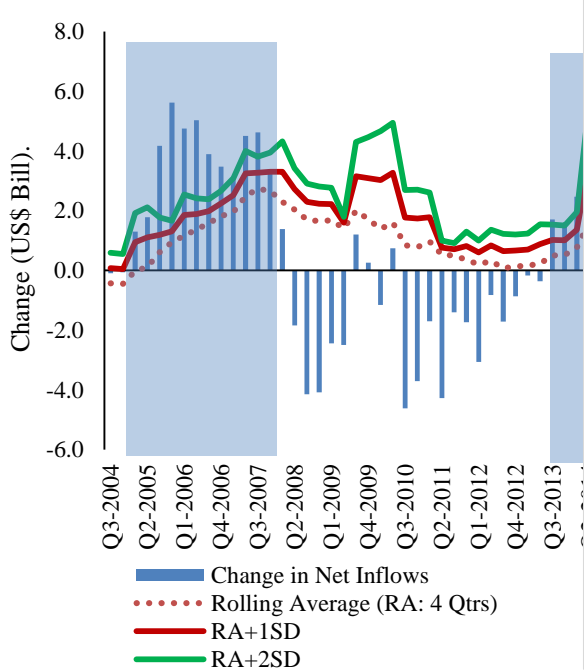 8.0
6.0
4.0
2.0
0.0
-2.0
-4.0
-6.0
Change (US$ Bill).
Q3-2004
Q2-2005
Q1-2006
Q4-2006
Q3-2007
Q2-2008
Q1-2009
Q4-2009
Q3-2010
Q2-2011
Q1-2012
Q4-2012
Q3-2013
Change in Net Inflows
Rolling Average (RA: 4 Qtrs)
RA+1SD
RA+2SD